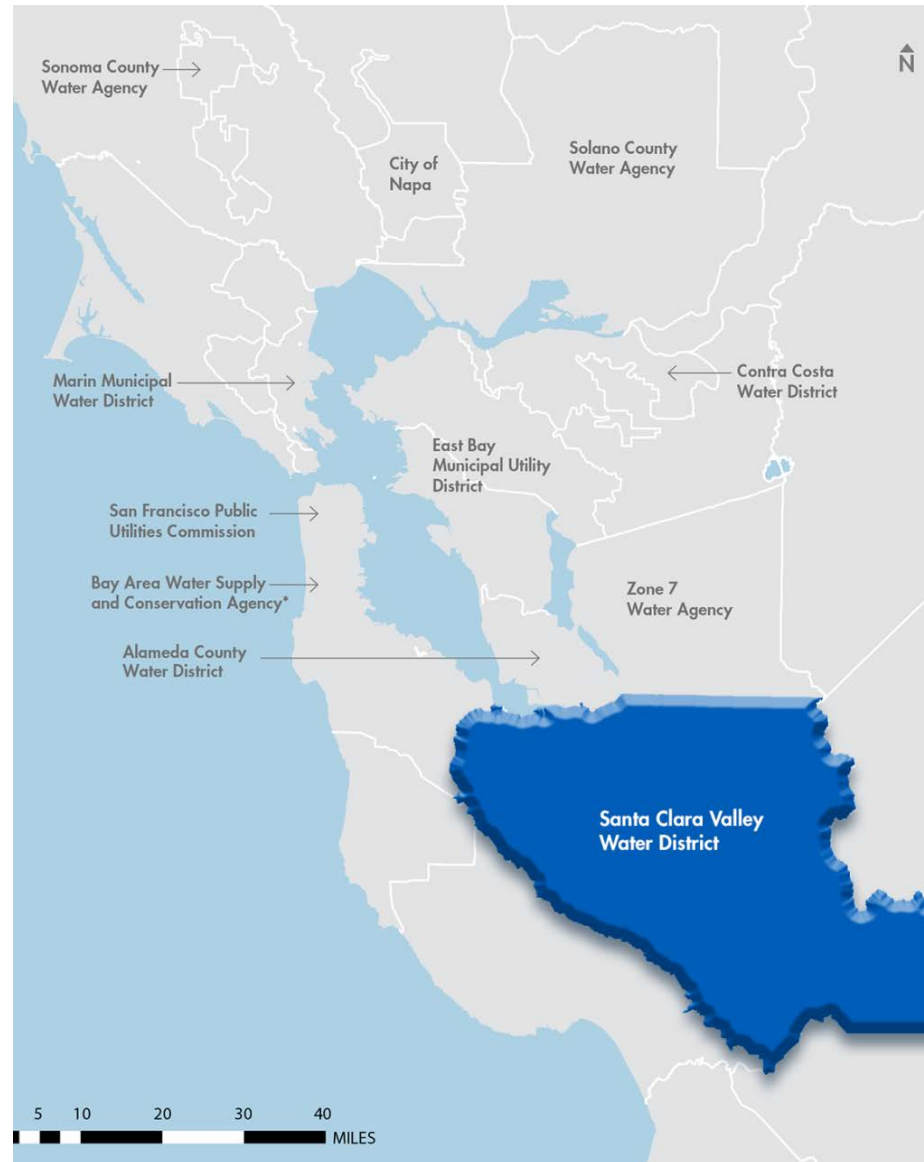 N
Sonoma County
Water Agency
City of
Napa
Solano County
Water Agency
Marin Municipal
Water District
Contra Costa
Water District
East Bay
Municipal Utility
District
San Francisco Public
Utilities Commission
Bay Area Water Supply
and Conservation Agency*
Zone 7
Water Agency
Alameda County
Water District
Santa Clara Valley
Water District
5 10 20 30 40
MILES